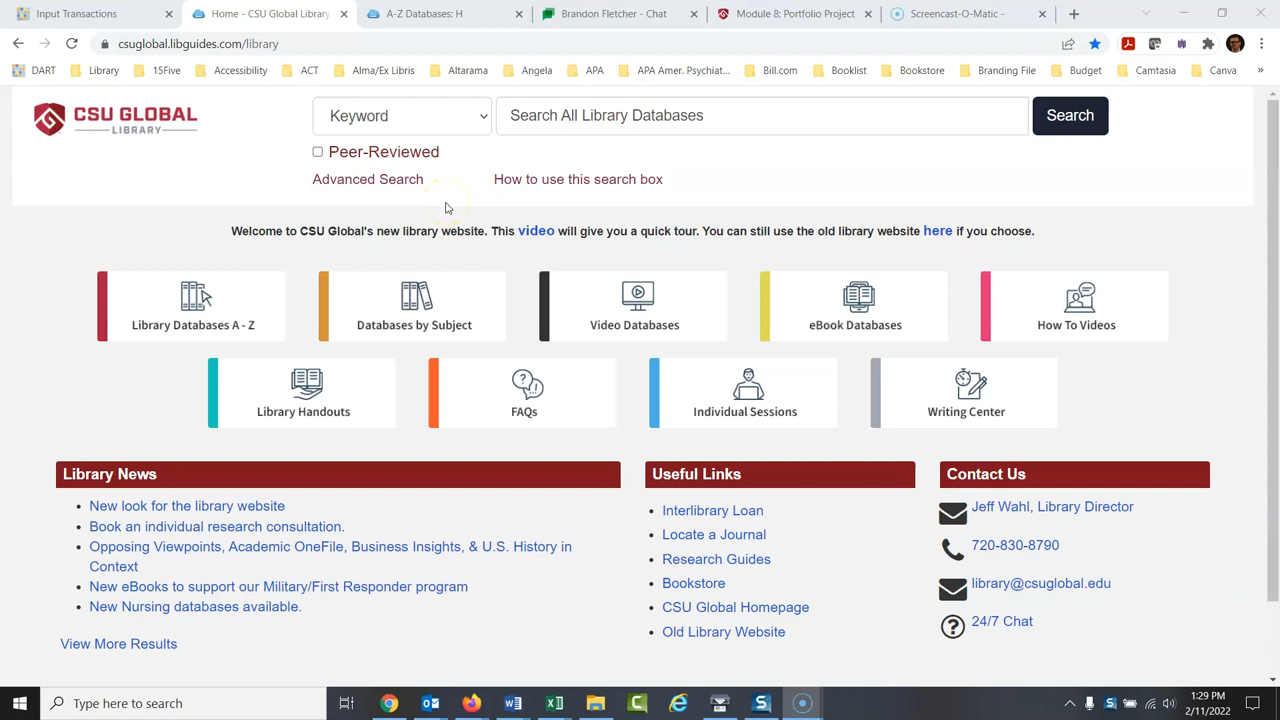 Input Transactions
Home - CSU Global Library
A-Z Databases: H
Brandon Fletcher - Chat
Module 8: Portfolio Project
Screencast-O-Matic -
csuglobal.libguides.com/library
DART
Library
15Five
Accessibility
ACT
Alma/Ex Libris
Altarama
Angela
APA
APA Amer. Psychiat...
Bill.com
Booklist
Bookstore
Branding File
Budget
Camtasia
Canva
»
CSU GLOBAL
LIBRARY
Keyword
Search All Library Databases
Search
Peer-Reviewed
Advanced Search
How to use this search box
Welcome to CSU Global's new library website. This video will give you a quick tour. You can still use the old library website here if you choose.
Library Databases A - Z
Databases by Subject
Video Databases
eBook Databases
How To Videos
Library Handouts
FAQs
Individual Sessions
Writing Center
Library News
New look for the library website
Book an individual research consultation.
Opposing Viewpoints, Academic OneFile, Business Insights, & U.S. History in
Context
New eBooks to support our Military/First Responder program
New Nursing databases available.
View More Results
Useful Links
Interlibrary Loan
Locate a Journal
Research Guides
Bookstore
CSU Global Homepage
Old Library Website
Contact Us
Jeff Wahl, Library Director
720-830-8790
library@csuglobal.edu
24/7 Chat
Type here to search
1:29 PM
2/11/2022